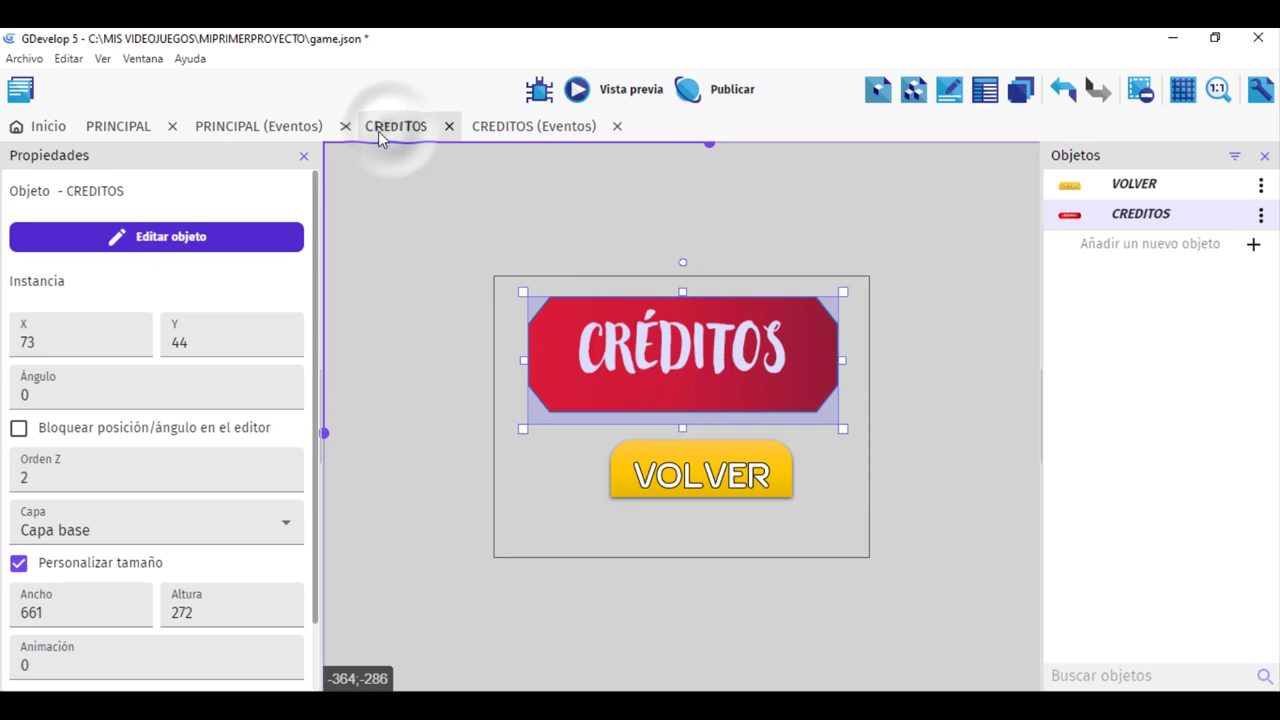 GDevelop 5 - C:\MIS VIDEOJUEGOS\MIPRIMERPROYECTO\game.json *
Archivo Editar Ver Ventana Ayuda
Vista previa Publicar
1:1
Inicio PRINCIPAL PRINCIPAL (Eventos) CREDITOS CREDITOS (Eventos)
Propiedades
Objeto - CREDITOS
Editar objeto
Instancia
X
73
Y
44
Ángulo
0
Bloquear posición/ángulo en el editor
Orden Z
2
Capa
Capa base
Personalizar tamaño
Ancho
661
Altura
272
Animación
0
CRÉDITOS
VOLVER
-364;-286
Objetos
VOLVER
CREDITOS
Añadir un nuevo objeto
Buscar objetos